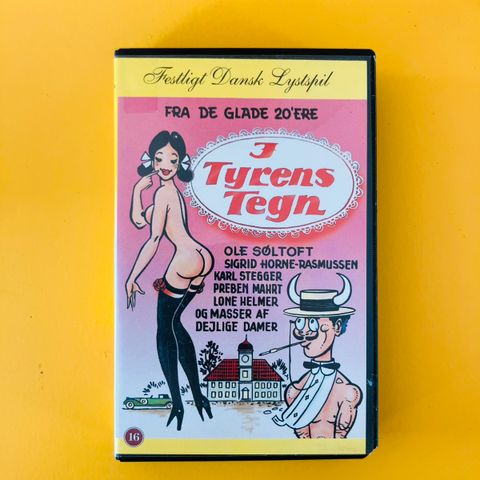 Festligt Dansk Lystspil
FRA DE GLADE 20'ERE
I
Tyrens
Tegn
OLE SØLTOFT
SIGRID HORNE-RASMUSSEN
KARL STEGGER
PREBEN MAHRT
LONE HELMER
OG MASSER AF
DEJLIGE DAMER
16